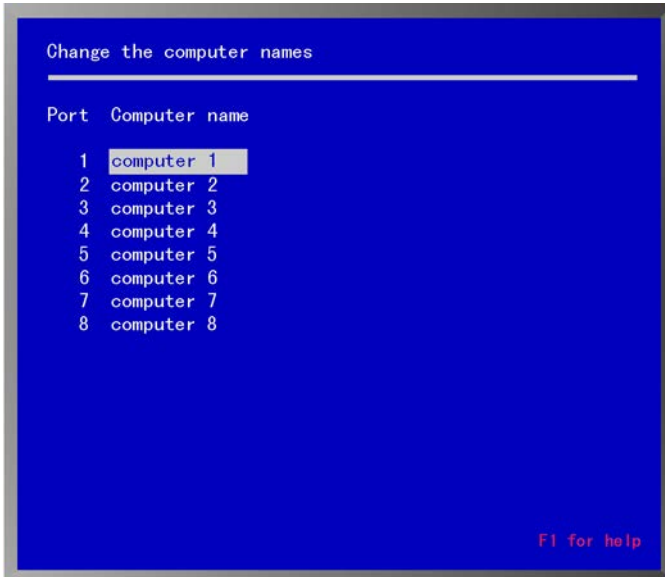 Change the computer names
Port Computer name
1 computer 1
2 computer 2
3 computer 3
4 computer 4
5 computer 5
6 computer 6
7 computer 7
8 computer 8
F1 for help